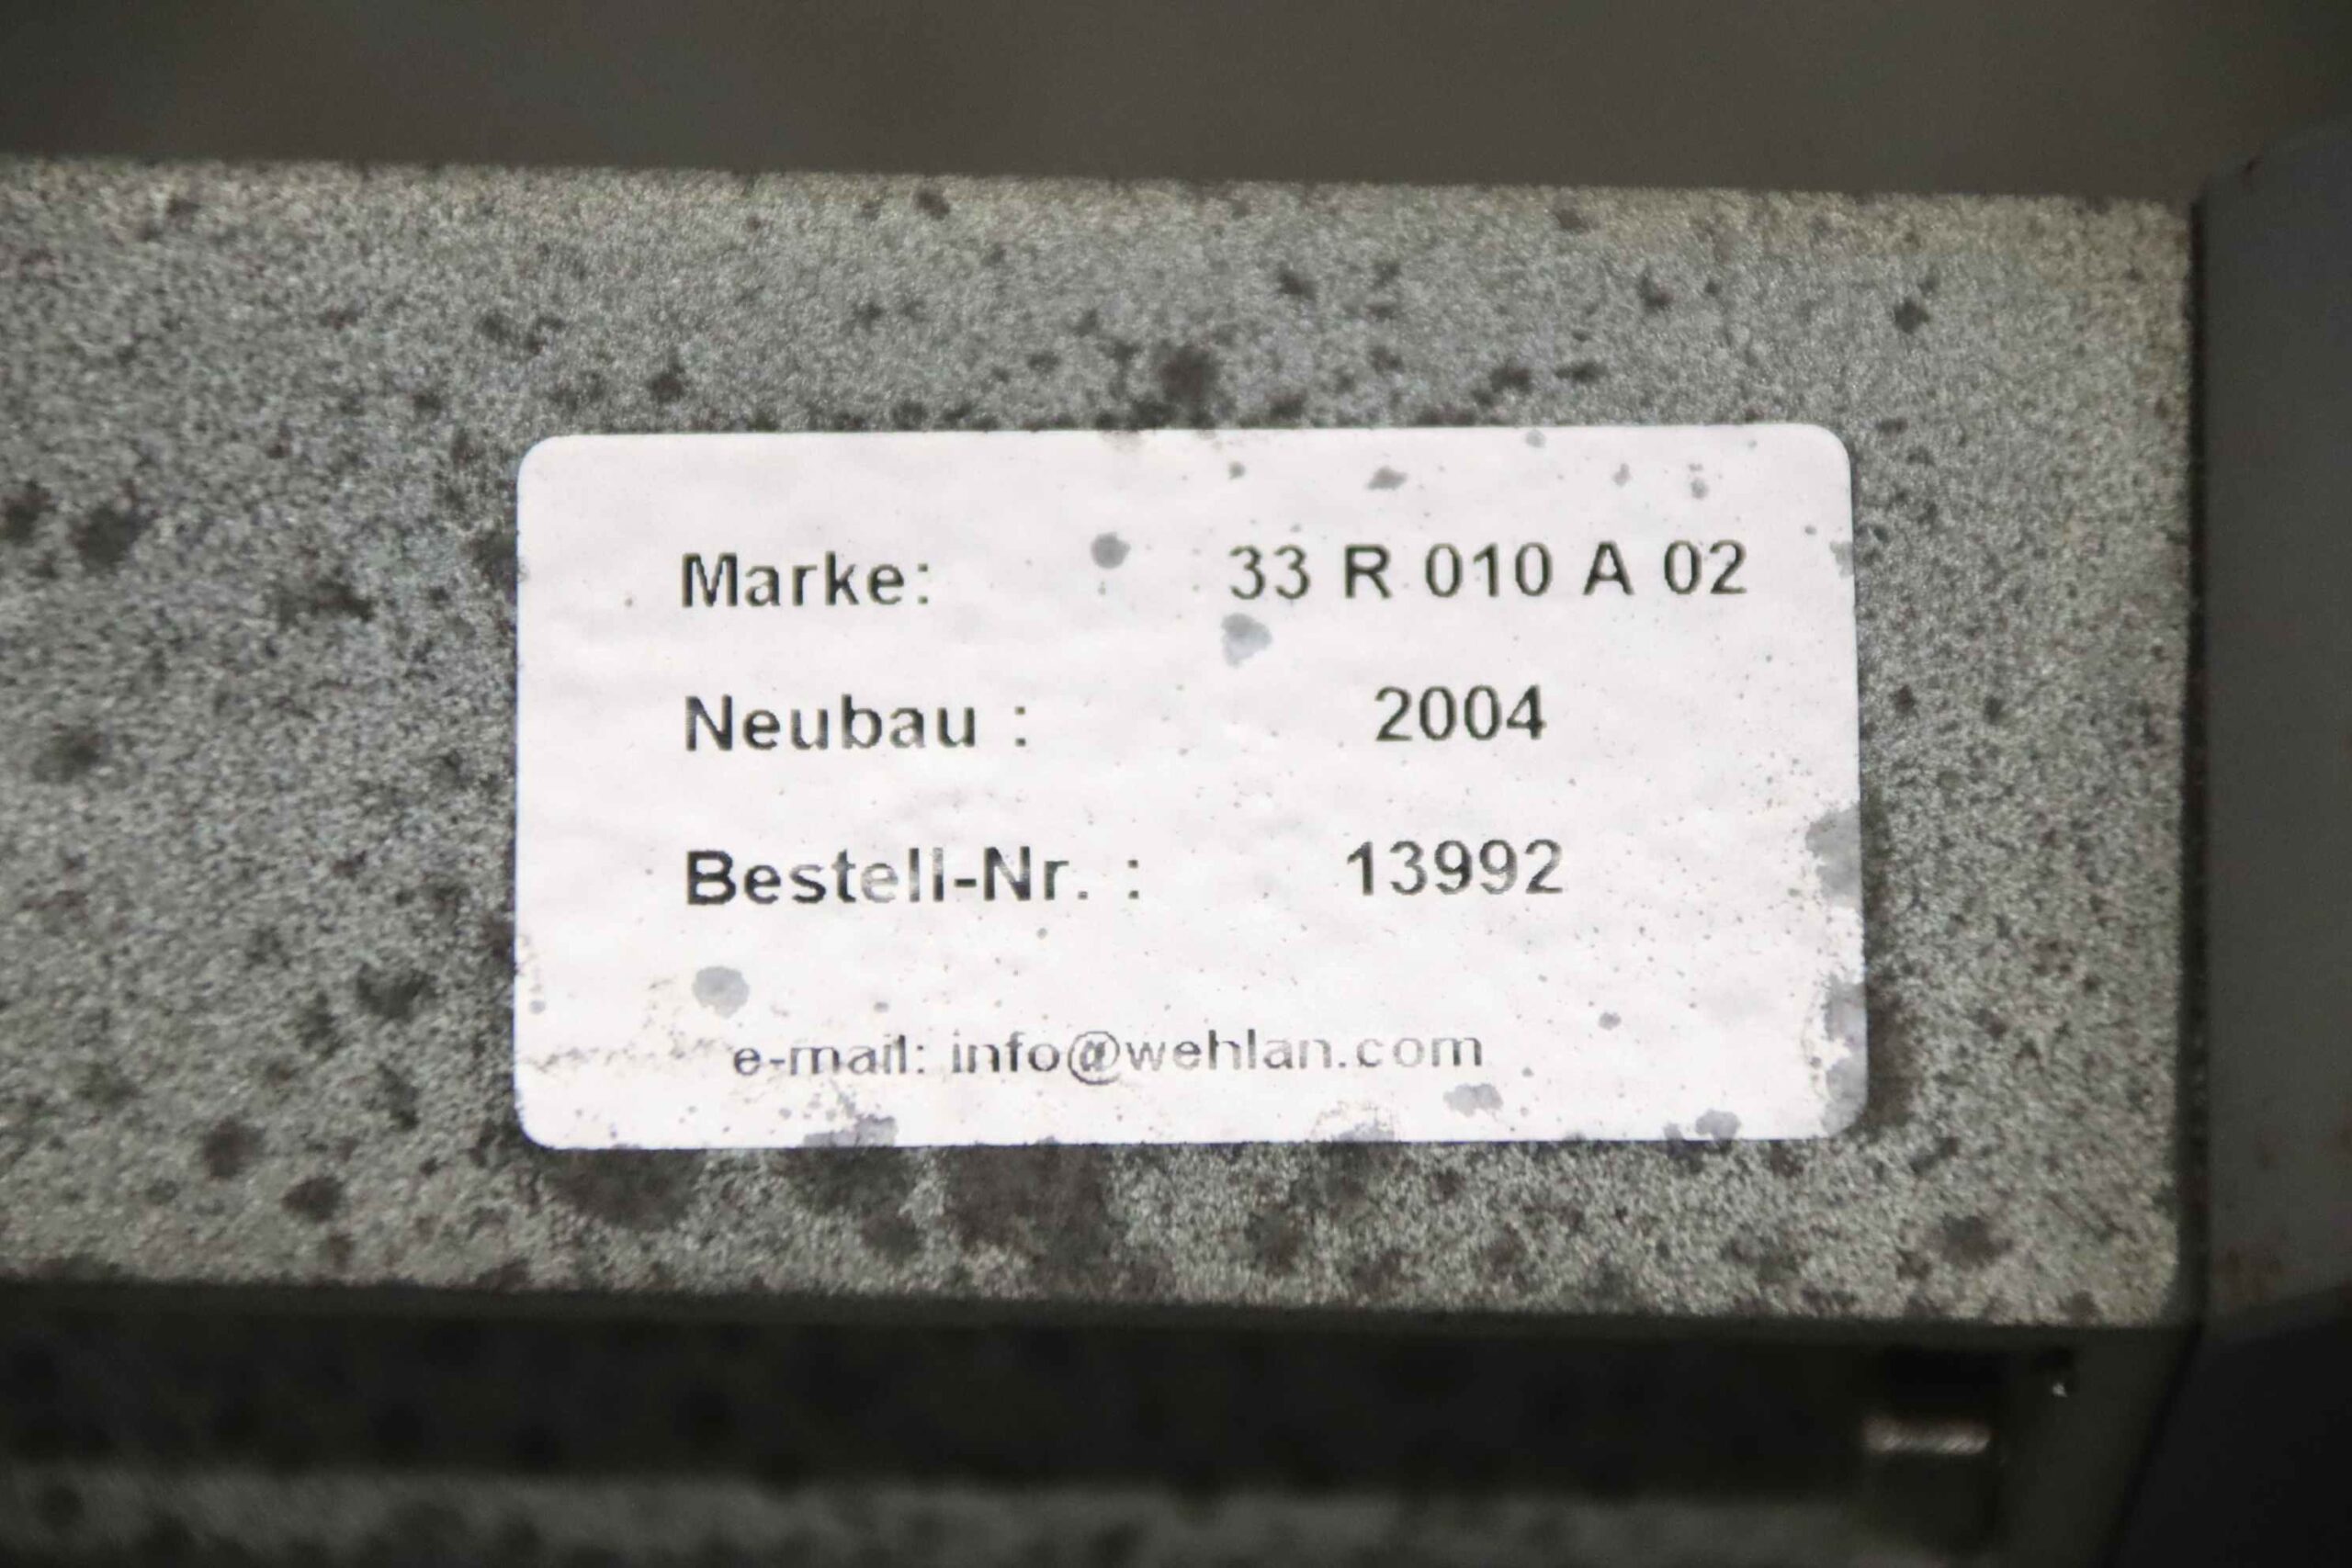 Marke: 33 R 010 A 02
Neubau : 2004
Bestell-Nr. : 13992
e-mail: info@wehlan.com